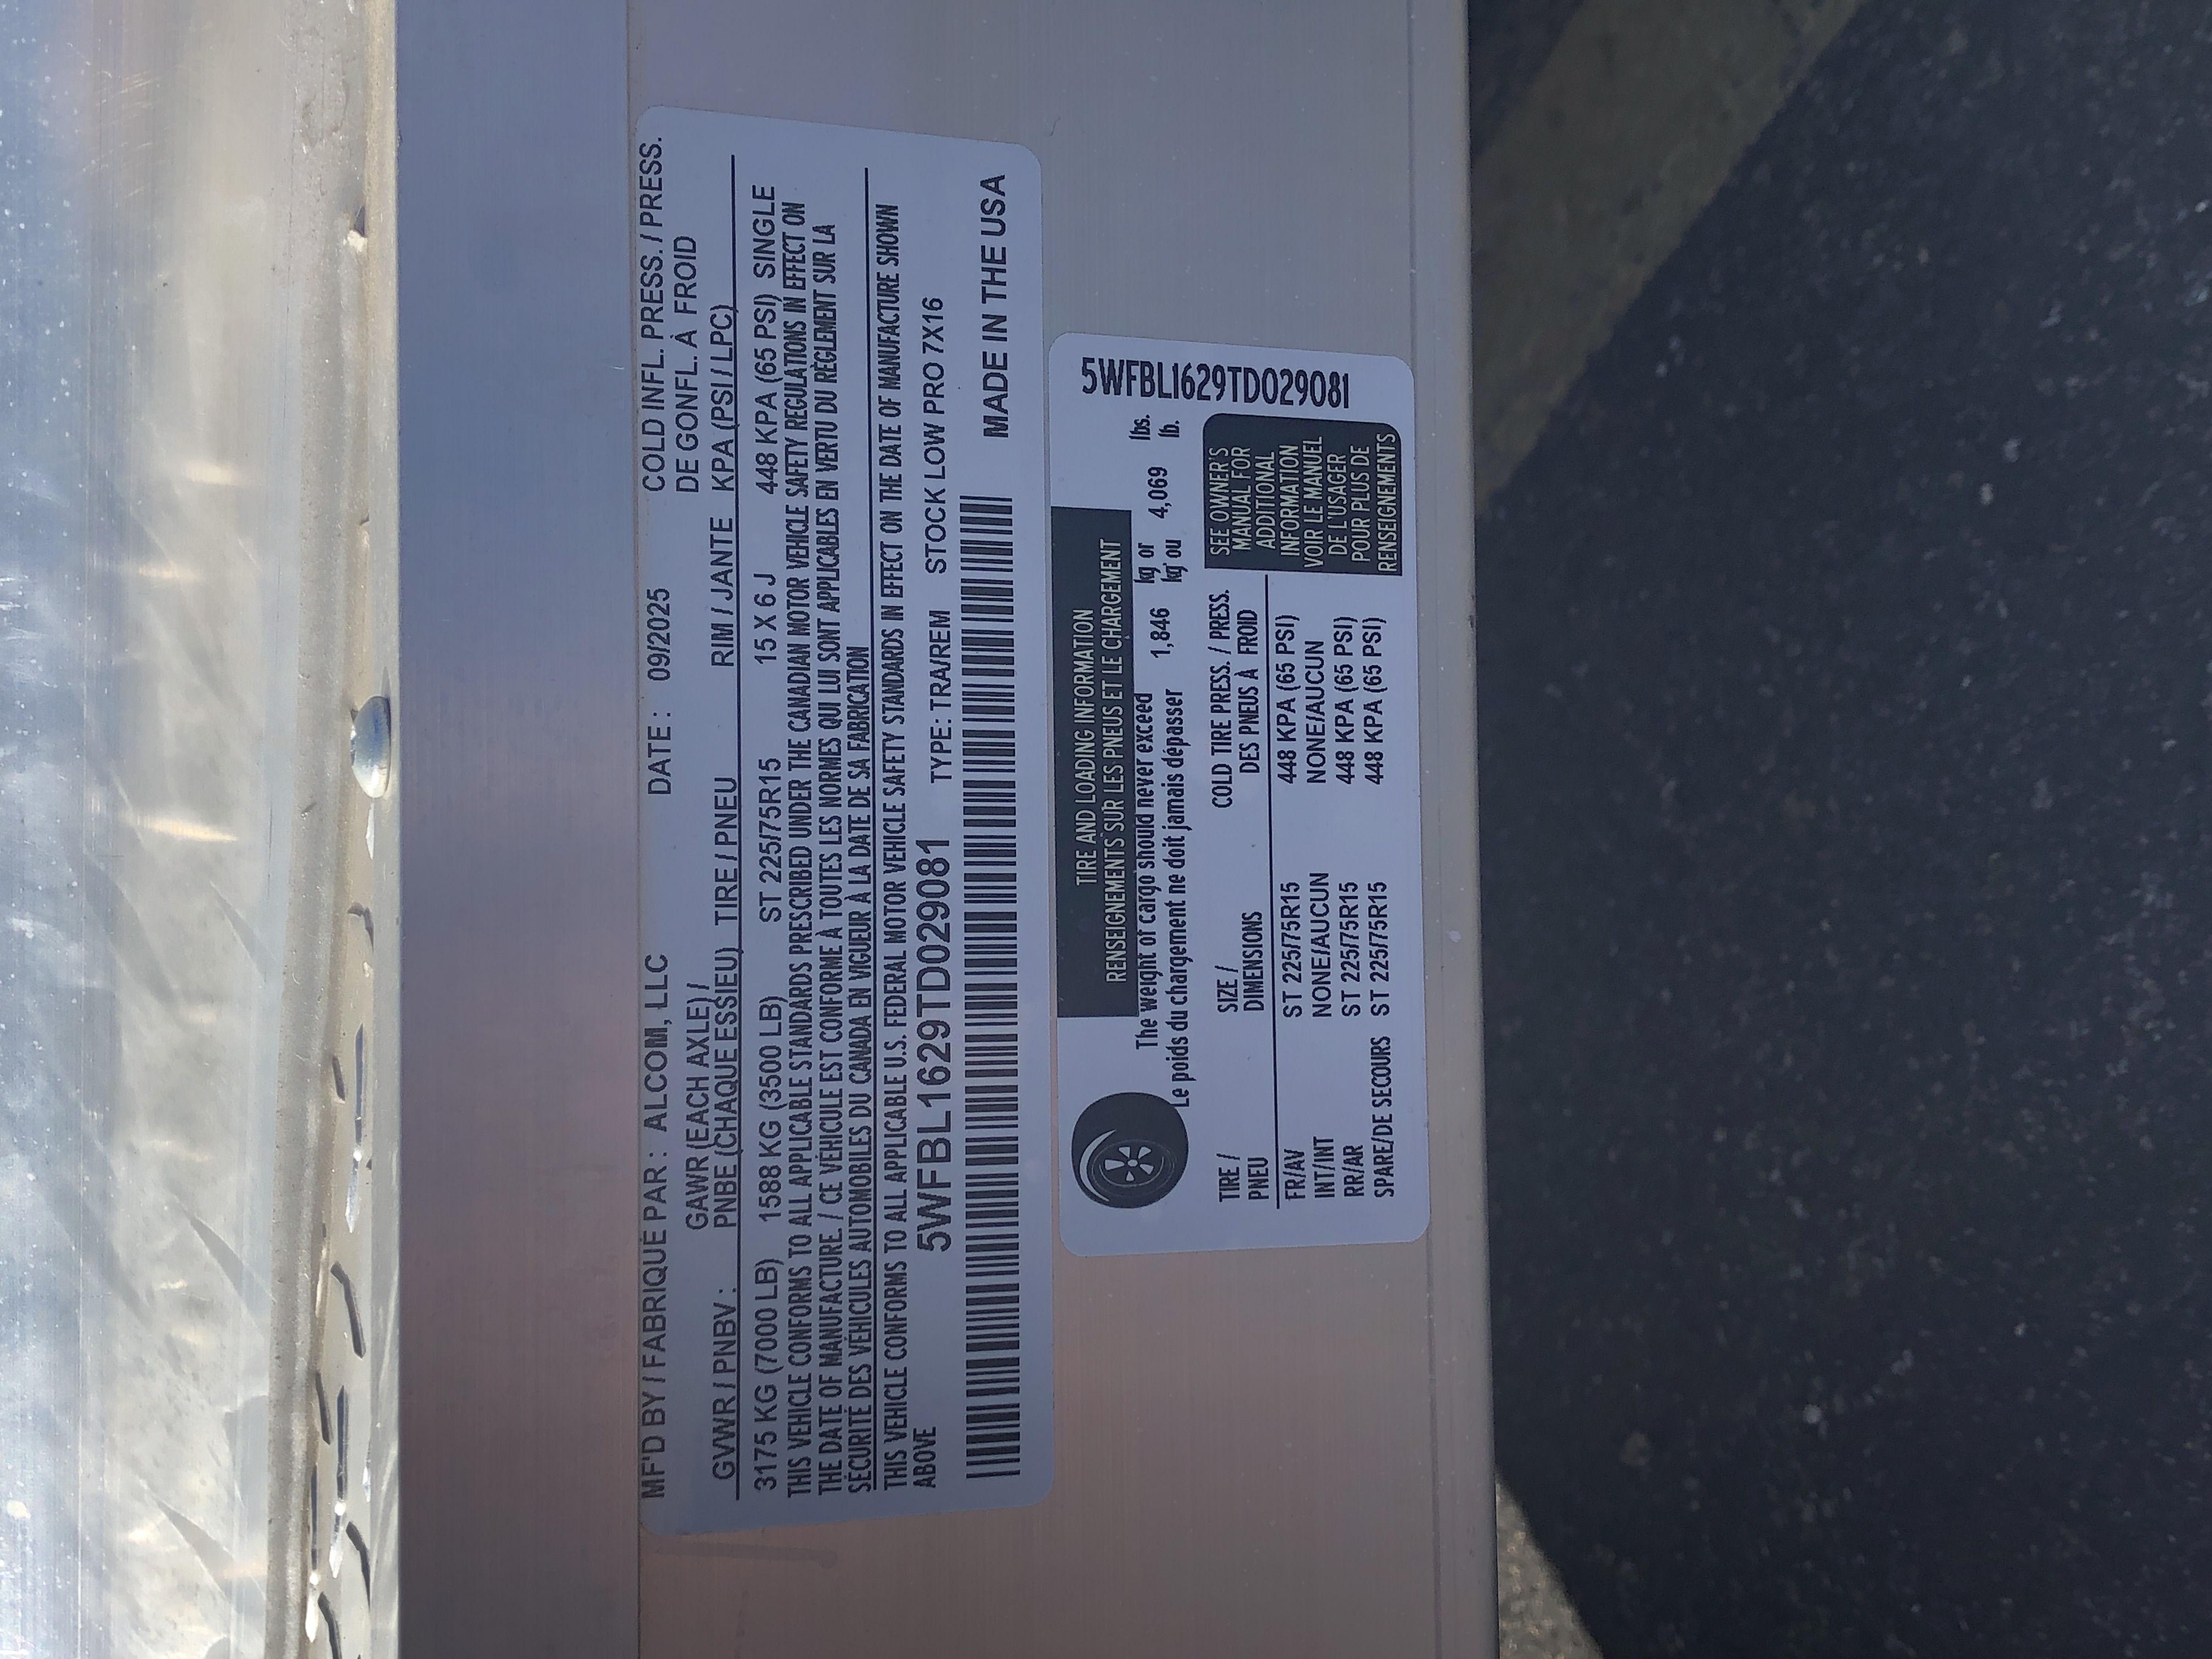 MF'D BY / FABRIQUÉ PAR : ALCOM, LLC DATE : 09/2025 COLD INFL. PRESS. / PRESS.
GAWR (EACH AXLE) / DE GONFL. À FROID
GVWR / PNBV : PNBE (CHAQUE ESSIEU) TIRE / PNEU RIM / JANTE KPA (PSI / LPC)
3175 KG (7000 LB) 1588 KG (3500 LB) ST 225/75R15 15 X 6 J 448 KPA (65 PSI) SINGLE
THIS VEHICLE CONFORMS TO ALL APPLICABLE STANDARDS PRESCRIBED UNDER THE CANADIAN MOTOR VEHICLE SAFETY REGULATIONS IN EFFECT ON
THE DATE OF MANUFACTURE. / CE VÉHICULE EST CONFORME À TOUTES LES NORMES QUI LUI SONT APPLICABLES EN VERTU DU RÈGLEMENT SUR LA
SÉCURITÉ DES VÉHICULES AUTOMOBILES DU CANADA EN VIGUEUR À LA DATE DE SA FABRICATION
THIS VEHICLE CONFORMS TO ALL APPLICABLE U.S. FEDERAL MOTOR VEHICLE SAFETY STANDARDS IN EFFECT ON THE DATE OF MANUFACTURE SHOWN
ABOVE 5WFBL1629TD029081 TYPE: TRA/REM STOCK LOW PRO 7X16
MADE IN THE USA
TIRE AND LOADING INFORMATION
RENSEIGNEMENTS SUR LES PNEUS ET LE CHARGEMENT
The weight of cargo should never exceed 1,846 kg or 4,069 lbs.
Le poids du chargement ne doit jamais dépasser kg ou lb.
5WFBL1629TD029081
TIRE / SIZE / COLD TIRE PRESS. / PRESS.
PNEU DIMENSIONS DES PNEUS À FROID
FR/AV ST 225/75R15 448 KPA (65 PSI)
INT/INT NONE/AUCUN NONE/AUCUN
RR/AR ST 225/75R15 448 KPA (65 PSI)
SPARE/DE SECOURS ST 225/75R15 448 KPA (65 PSI)
SEE OWNER'S
MANUAL FOR
ADDITIONAL
INFORMATION
VOIR LE MANUEL
DE L'USAGER
POUR PLUS DE
RENSEIGNEMENTS